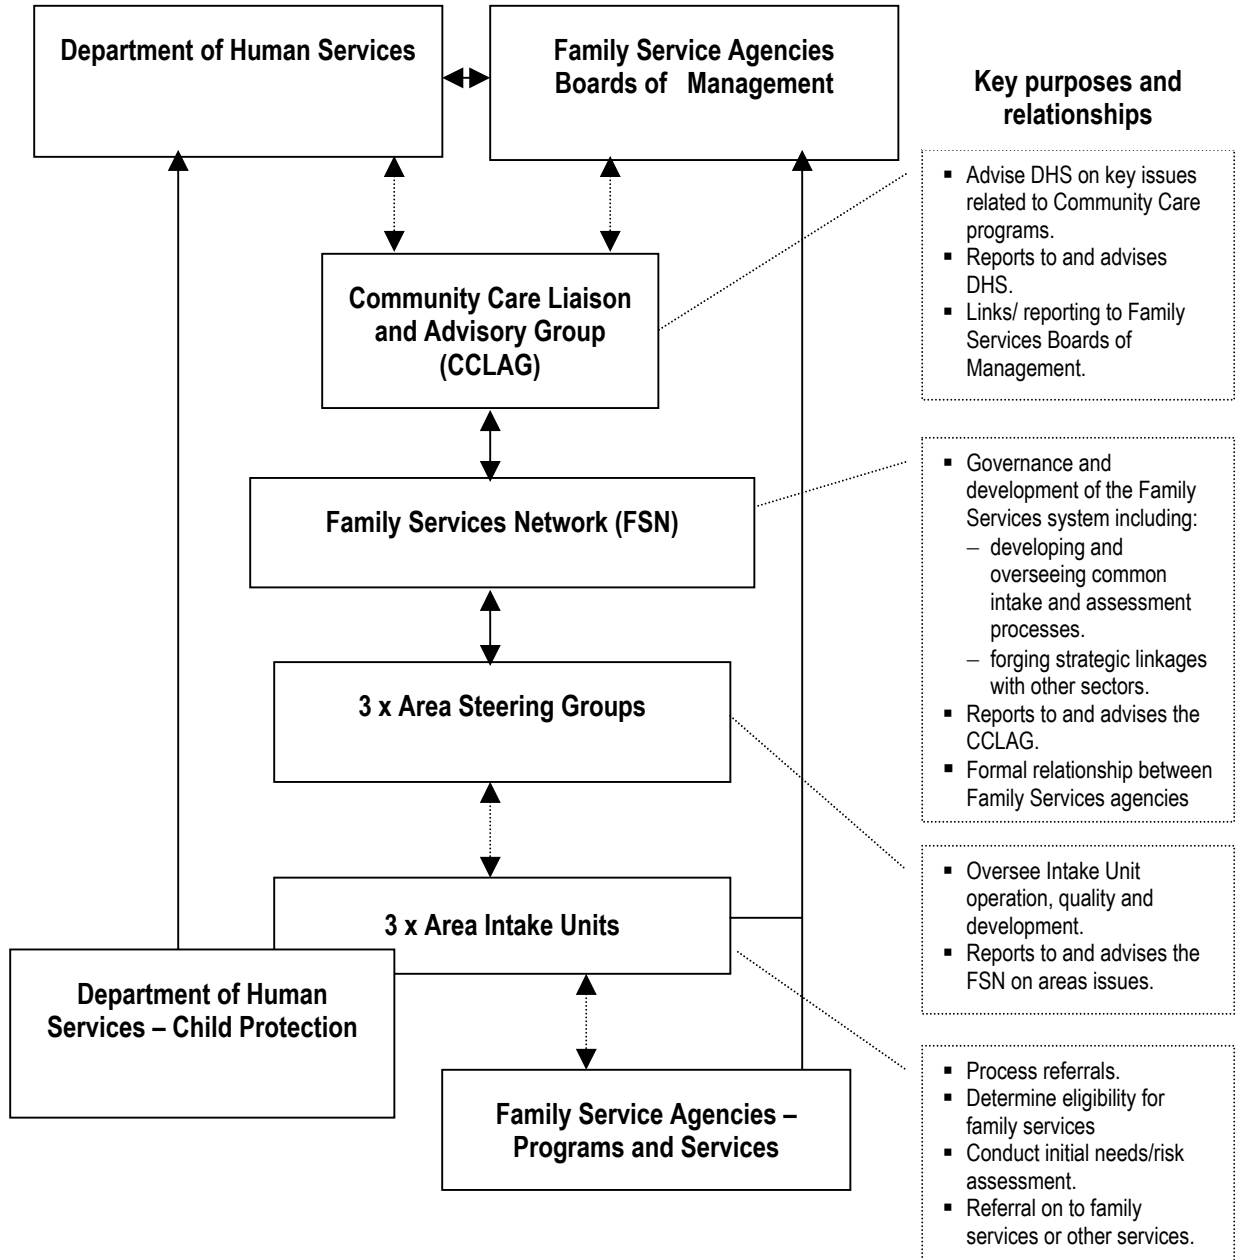 Department of Human Services
Family Service Agencies
Boards of Management
Community Care Liaison
and Advisory Group
(CCLAG)
Family Services Network (FSN)
3 x Area Steering Groups
3 x Area Intake Units
Department of Human
Services – Child Protection
Family Service Agencies –
Programs and Services
Key purposes and
relationships
▪ Advise DHS on key issues
related to Community Care
programs.
▪ Reports to and advises
DHS.
▪ Links/ reporting to Family
Services Boards of
Management.
▪ Governance and
development of the Family
Services system including:
– developing and
overseeing common
intake and assessment
processes.
– forging strategic linkages
with other sectors.
▪ Reports to and advises the
CCLAG.
▪ Formal relationship between
Family Services agencies
▪ Oversee Intake Unit
operation, quality and
development.
▪ Reports to and advises the
FSN on areas issues.
▪ Process referrals.
▪ Determine eligibility for
family services
▪ Conduct initial needs/risk
assessment.
▪ Referral on to family
services or other services.